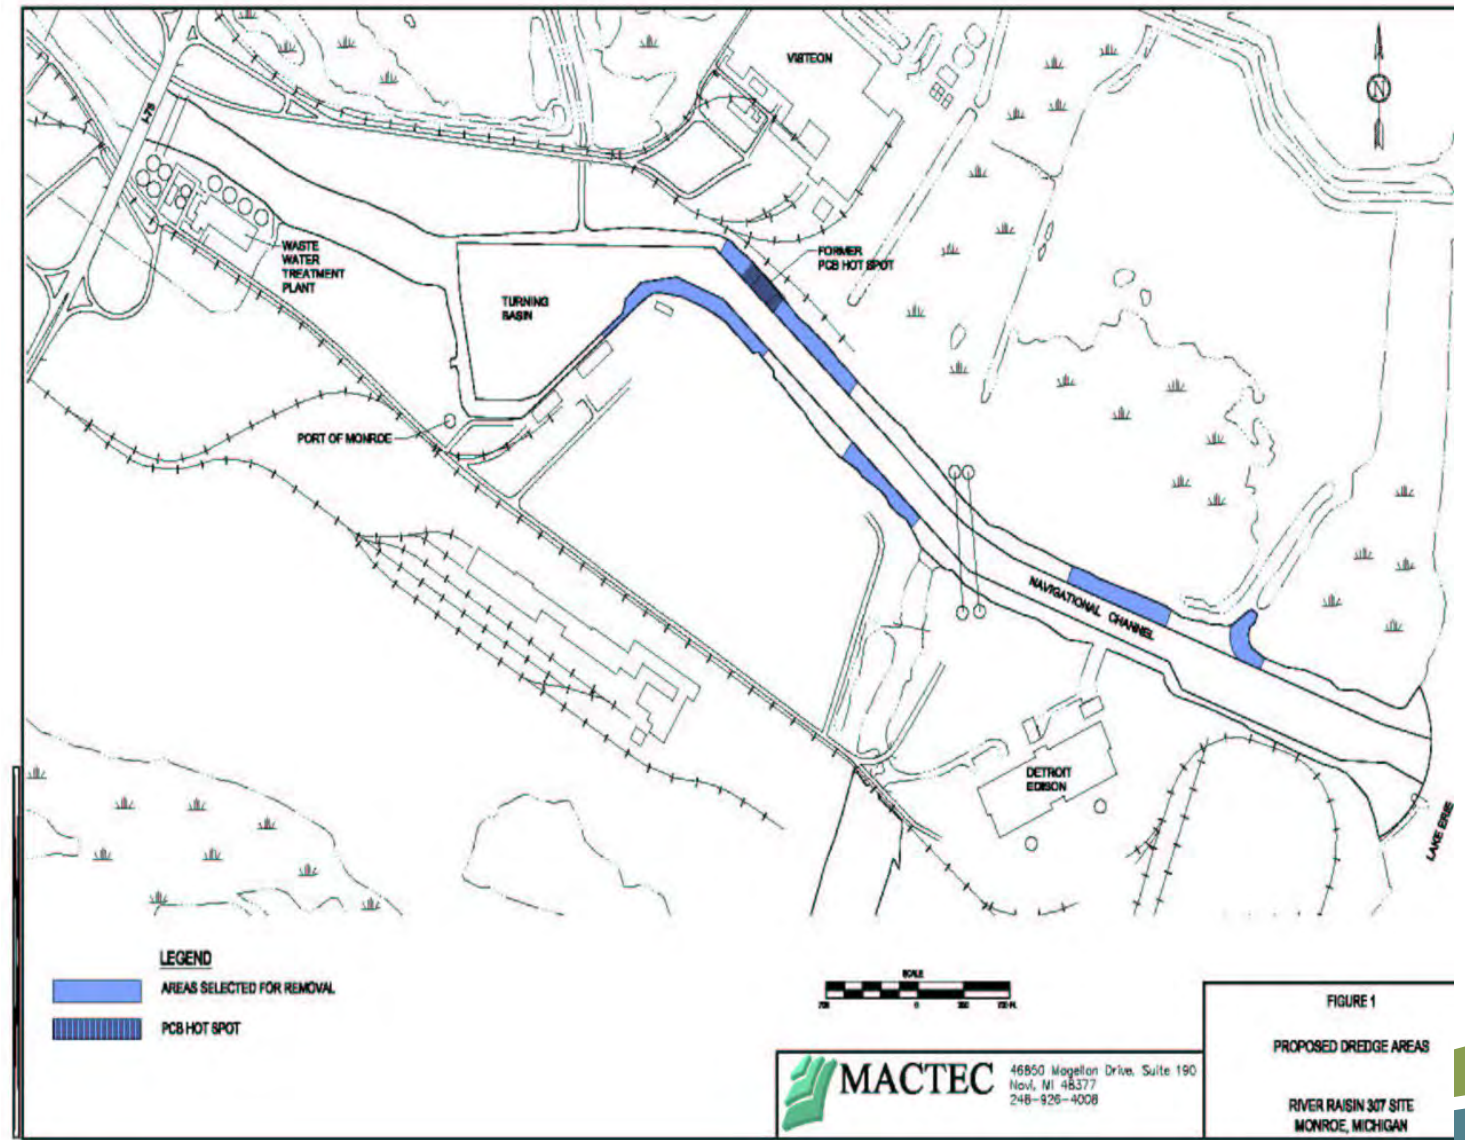 VISTEON
N
I-75
WASTE
WATER
TREATMENT
PLANT
FORMER
PCB HOT SPOT
TURNING
BASIN
PORT OF MONROE
NAVIGATIONAL CHANNEL
DETROIT
EDISON
LAKE ERIE
LEGEND
AREAS SELECTED FOR REMOVAL
PCB HOT SPOT
SCALE
0
FIGURE 1
PROPOSED DREDGE AREAS
RIVER RAISIN 307 SITE
MONROE, MICHIGAN
MACTEC
46850 Magellan Drive, Suite 190
Novi, MI 48377
248-926-4008